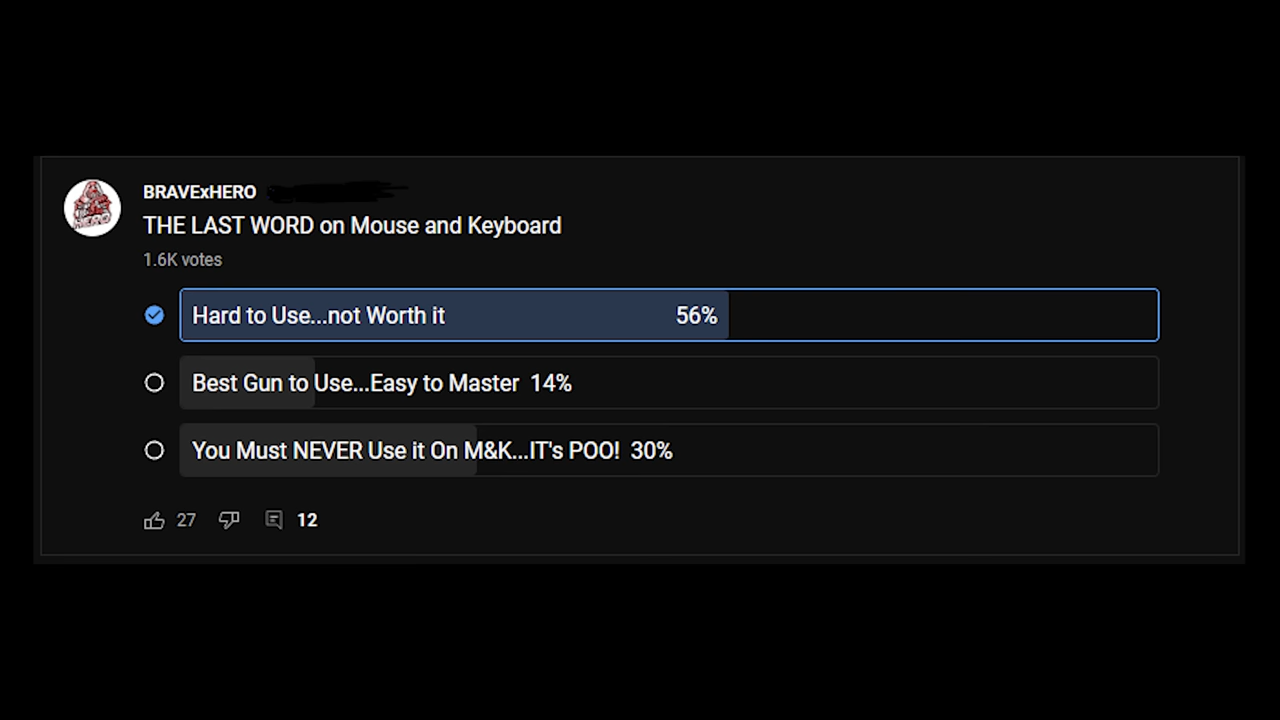 BRAVExHERO
THE LAST WORD on Mouse and Keyboard
1.6K votes
Hard to Use...not Worth it 56%
Best Gun to Use...Easy to Master 14%
You Must NEVER Use it On M&K...IT's POO! 30%
27 12